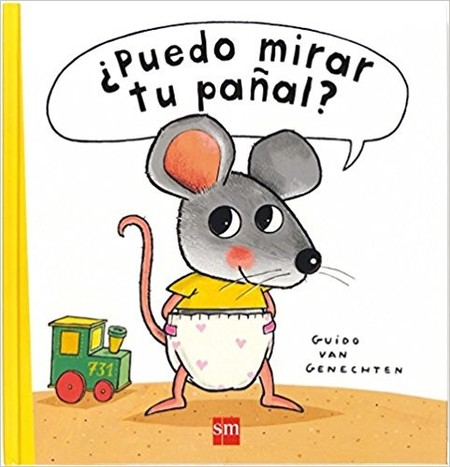 ¿Puedo mirar
tu pañal?
GUIDO
VAN
GENECHTEN
731
sm